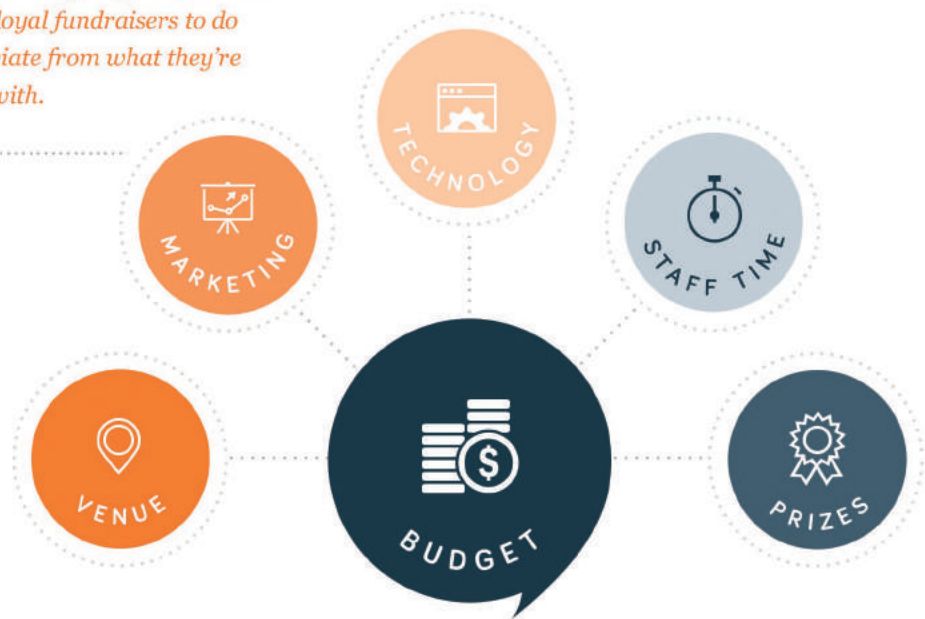 loyal fundraisers to do
iate from what they're
with.
TECHNOLOGY
MARKETING
STAFF TIME
VENUE
BUDGET
PRIZES
$